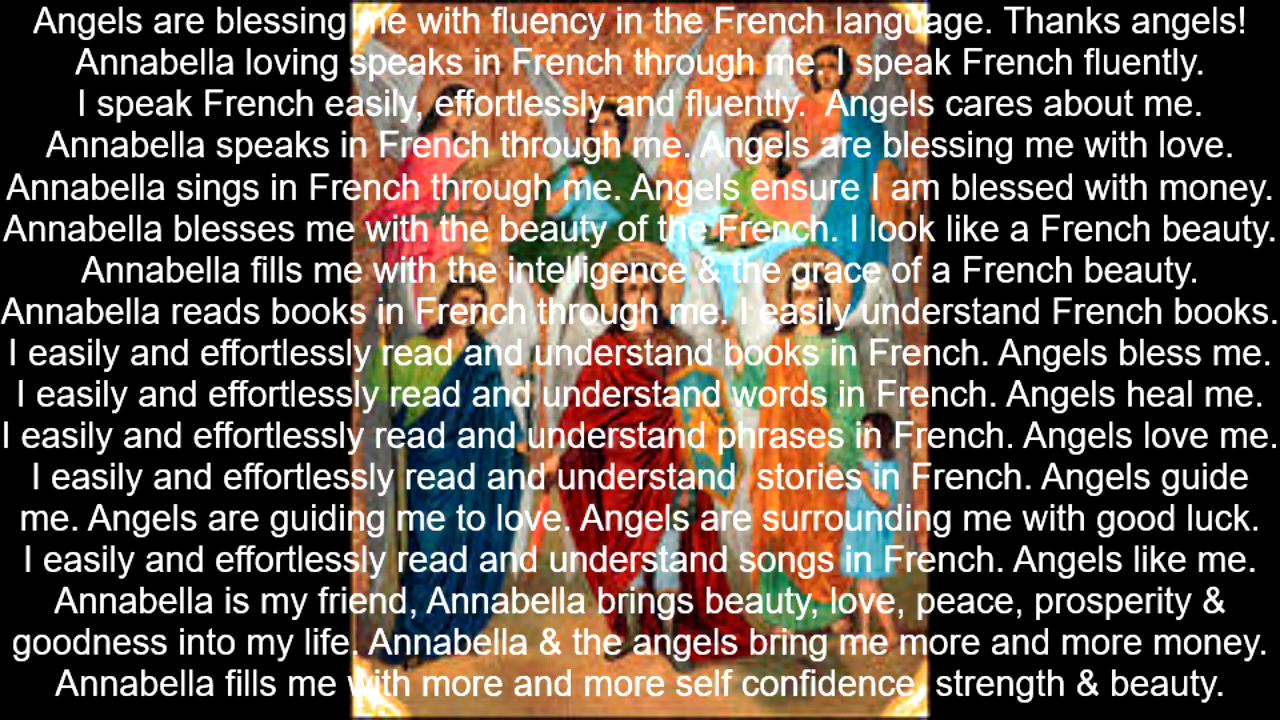 Angels are blessing me with fluency in the French language. Thanks angels!
Annabella loving speaks in French through me. I speak French fluently.
I speak French easily, effortlessly and fluently.  Angels cares about me.
Annabella speaks in French through me. Angels are blessing me with love.
Annabella sings in French through me. Angels ensure I am blessed with money.
Annabella blesses me with the beauty of the French. I look like a French beauty.
Annabella fills me with the intelligence & the grace of a French beauty.
Annabella reads books in French through me. I easily understand French books.
I easily and effortlessly read and understand books in French. Angels bless me.
I easily and effortlessly read and understand words in French. Angels heal me.
I easily and effortlessly read and understand phrases in French. Angels love me.
I easily and effortlessly read and understand  stories in French. Angels guide
me. Angels are guiding me to love. Angels are surrounding me with good luck.
I easily and effortlessly read and understand songs in French. Angels like me.
Annabella is my friend, Annabella brings beauty, love, peace, prosperity &
goodness into my life. Annabella & the angels bring me more and more money.
Annabella fills me with more and more self confidence, strength & beauty.